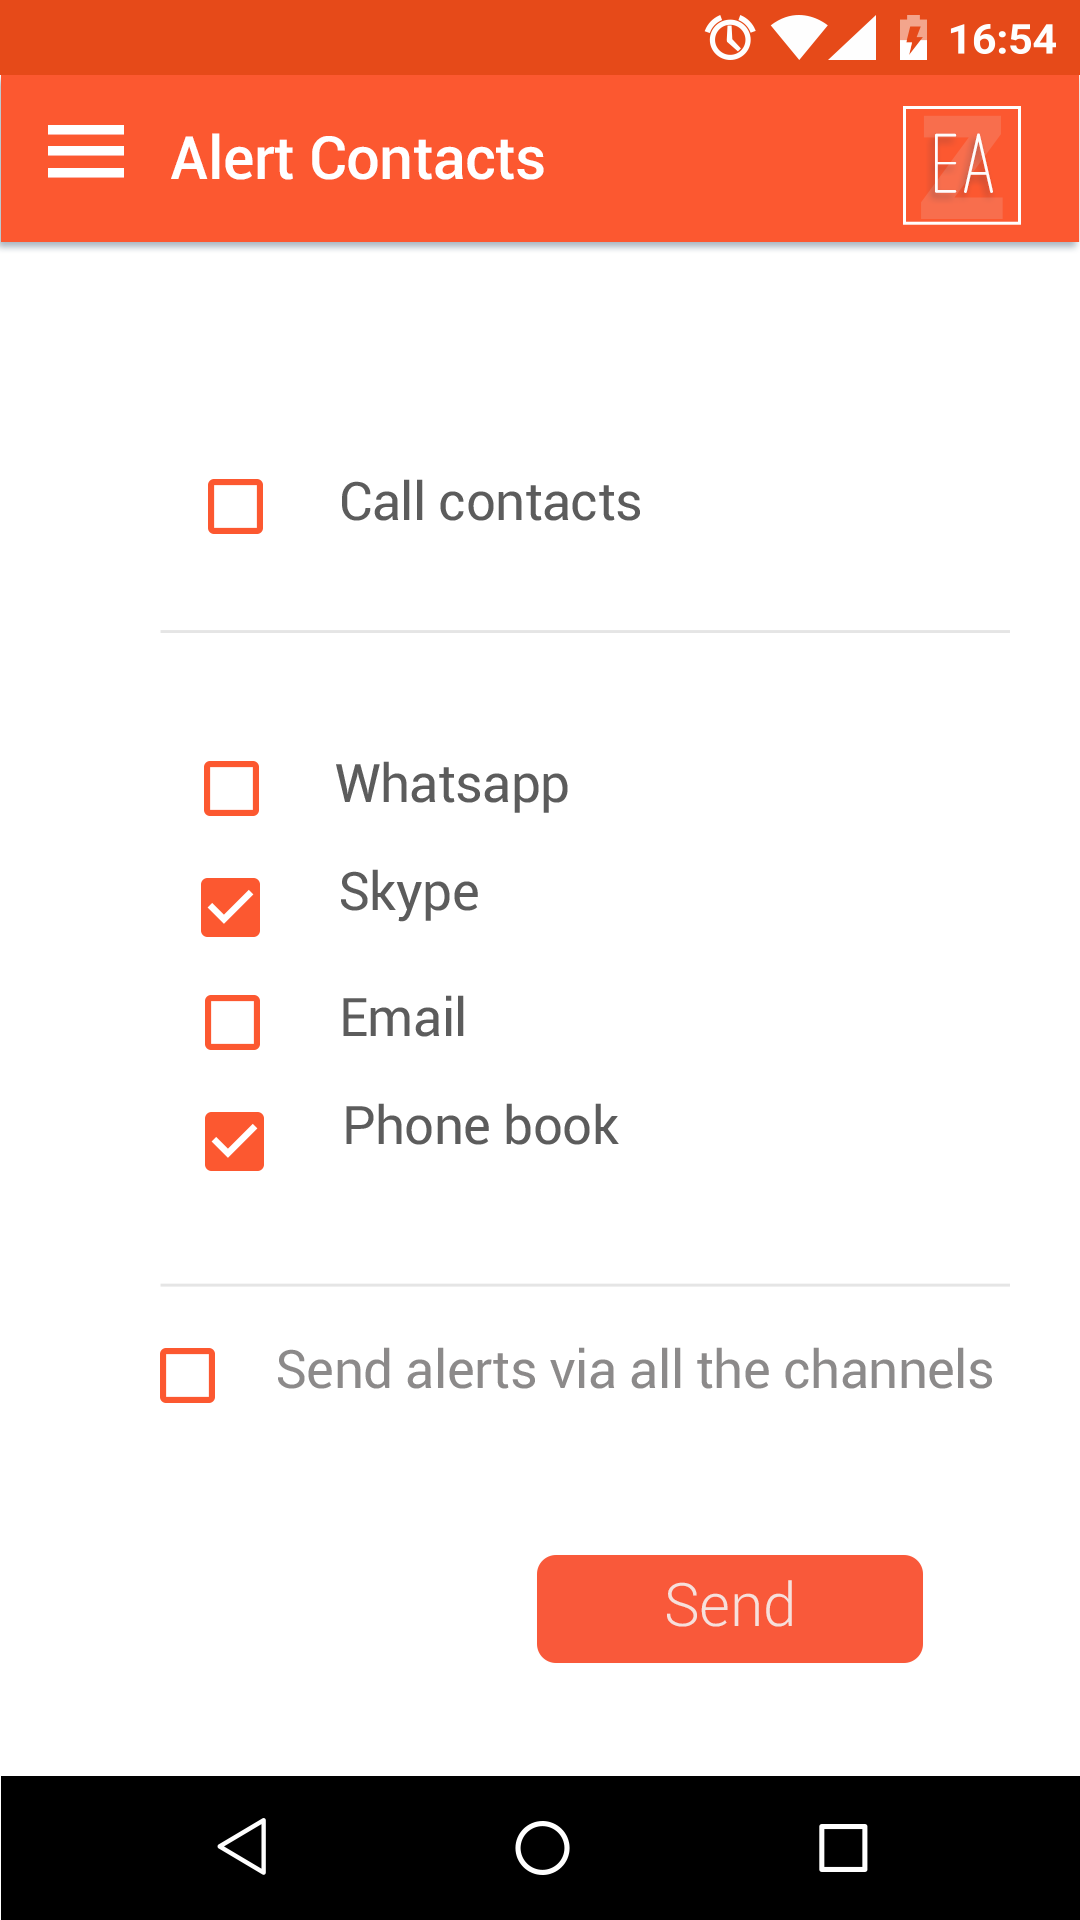 16:54
Alert Contacts
EA
Call contacts
Whatsapp
Skype
Email
Phone book
Send alerts via all the channels
Send